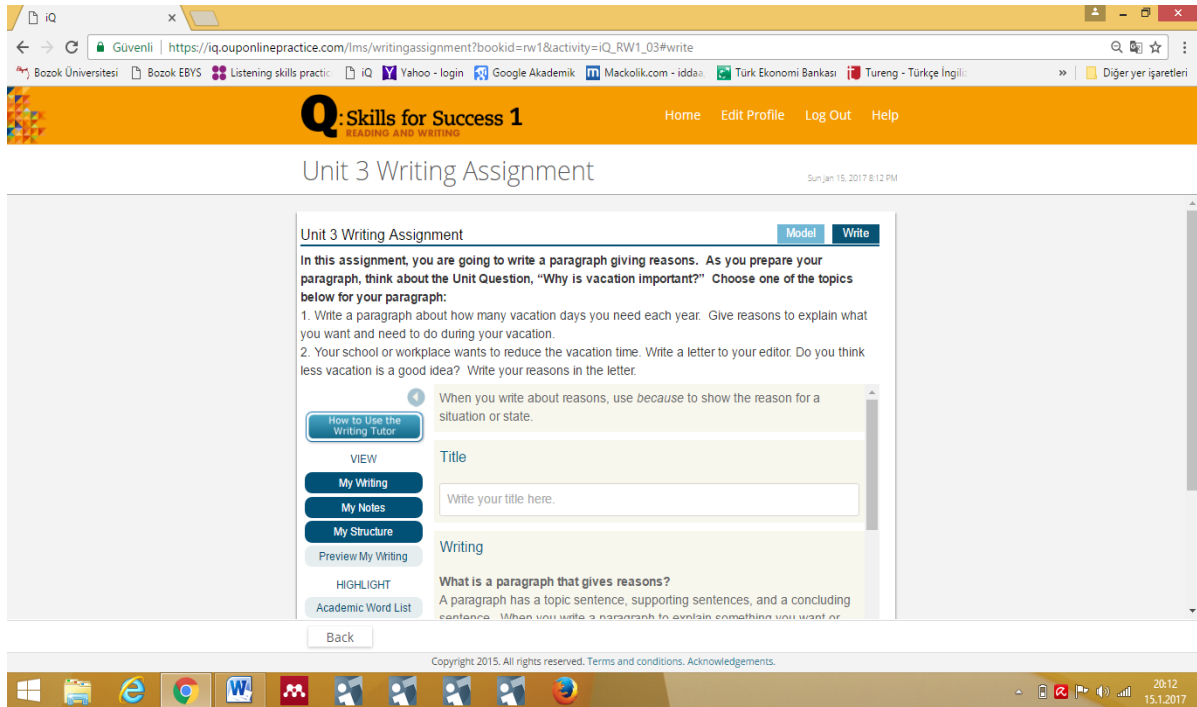 iQ
Güvenli | https://iq.ouponlinepractice.com/lms/writingassignment?bookid=rw1&activity=iQ_RW1_03#write
Bozok Üniversitesi Bozok EBYS Listening skills practic iQ Yahoo - login Google Akademik Mackolik.com - iddaa Türk Ekonomi Bankası Tureng - Türkçe İngiliz » Diğer yer işaretleri
Q: Skills for Success 1
READING AND WRITING
Home Edit Profile Log Out Help
Unit 3 Writing Assignment
Sun Jan 15, 2017 8:12 PM
Unit 3 Writing Assignment
Model Write
In this assignment, you are going to write a paragraph giving reasons. As you prepare your
paragraph, think about the Unit Question, “Why is vacation important?” Choose one of the topics
below for your paragraph:
1. Write a paragraph about how many vacation days you need each year. Give reasons to explain what
you want and need to do during your vacation.
2. Your school or workplace wants to reduce the vacation time. Write a letter to your editor. Do you think
less vacation is a good idea? Write your reasons in the letter.
How to Use the
Writing Tutor
VIEW
My Writing
My Notes
My Structure
Preview My Writing
HIGHLIGHT
Academic Word List
When you write about reasons, use because to show the reason for a
situation or state.
Title
Write your title here.
Writing
What is a paragraph that gives reasons?
A paragraph has a topic sentence, supporting sentences, and a concluding
sentence. When you write a paragraph to explain something you want or
Back
Copyright 2015. All rights reserved. Terms and conditions. Acknowledgements.
20:12
15.1.2017